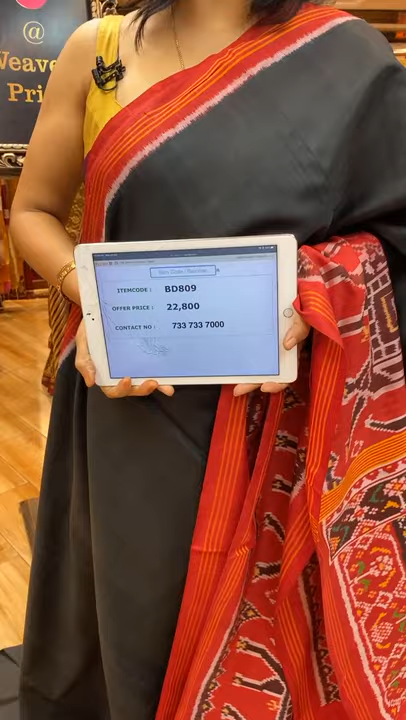 @
Weave
Pri
ITEMCODE : BD809
OFFER PRICE : 22,800
CONTACT NO : 733 733 7000